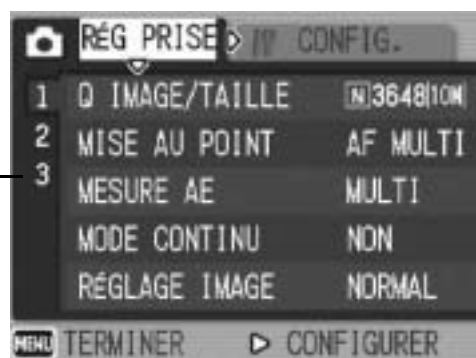 RÉG PRISE CONFIG.
1 Q IMAGE/TAILLE N3648|10M
2 MISE AU POINT AF MULTI
3 MESURE AE MULTI
MODE CONTINU NON
RÉGLAGE IMAGE NORMAL
MENU TERMINER CONFIGURER